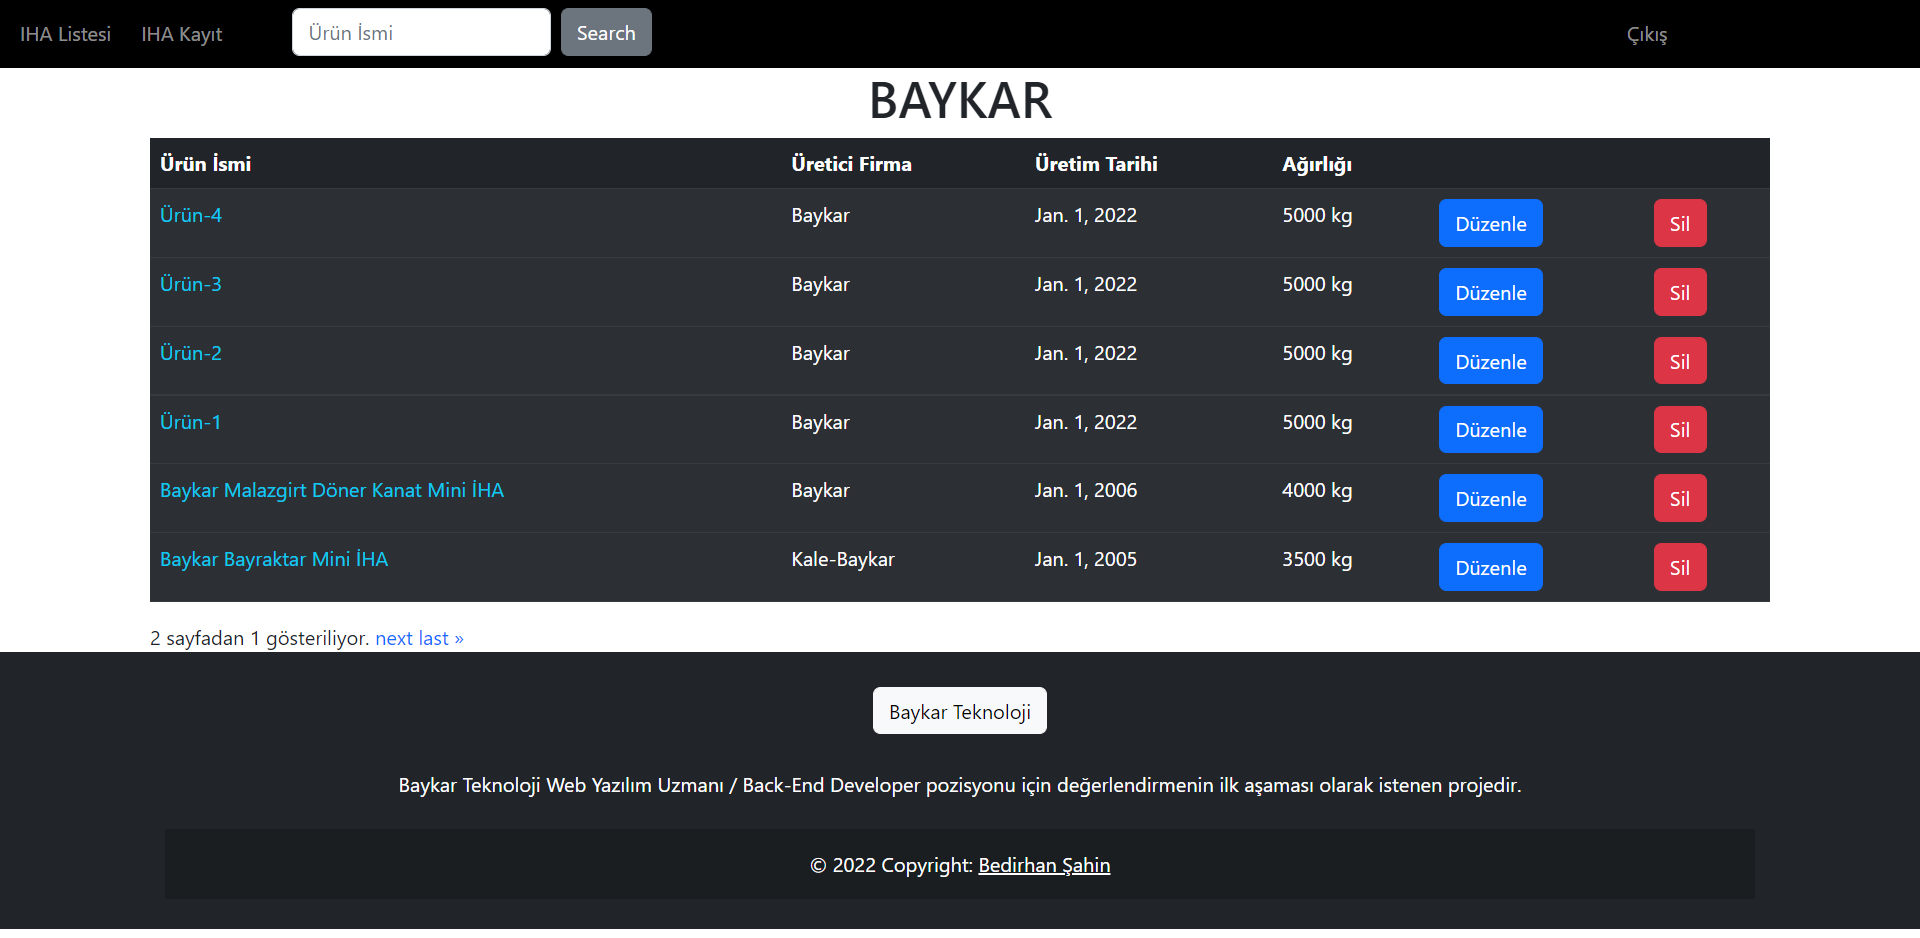 IHA Listesi IHA Kayıt Ürün İsmi Search Çıkış
BAYKAR
Ürün İsmi Üretici Firma Üretim Tarihi Ağırlığı
Ürün-4 Baykar Jan. 1, 2022 5000 kg Düzenle Sil
Ürün-3 Baykar Jan. 1, 2022 5000 kg Düzenle Sil
Ürün-2 Baykar Jan. 1, 2022 5000 kg Düzenle Sil
Ürün-1 Baykar Jan. 1, 2022 5000 kg Düzenle Sil
Baykar Malazgirt Döner Kanat Mini İHA Baykar Jan. 1, 2006 4000 kg Düzenle Sil
Baykar Bayraktar Mini İHA Kale-Baykar Jan. 1, 2005 3500 kg Düzenle Sil
2 sayfadan 1 gösteriliyor. next last »
Baykar Teknoloji
Baykar Teknoloji Web Yazılım Uzmanı / Back-End Developer pozisyonu için değerlendirmenin ilk aşaması olarak istenen projedir.
© 2022 Copyright: Bedirhan Şahin